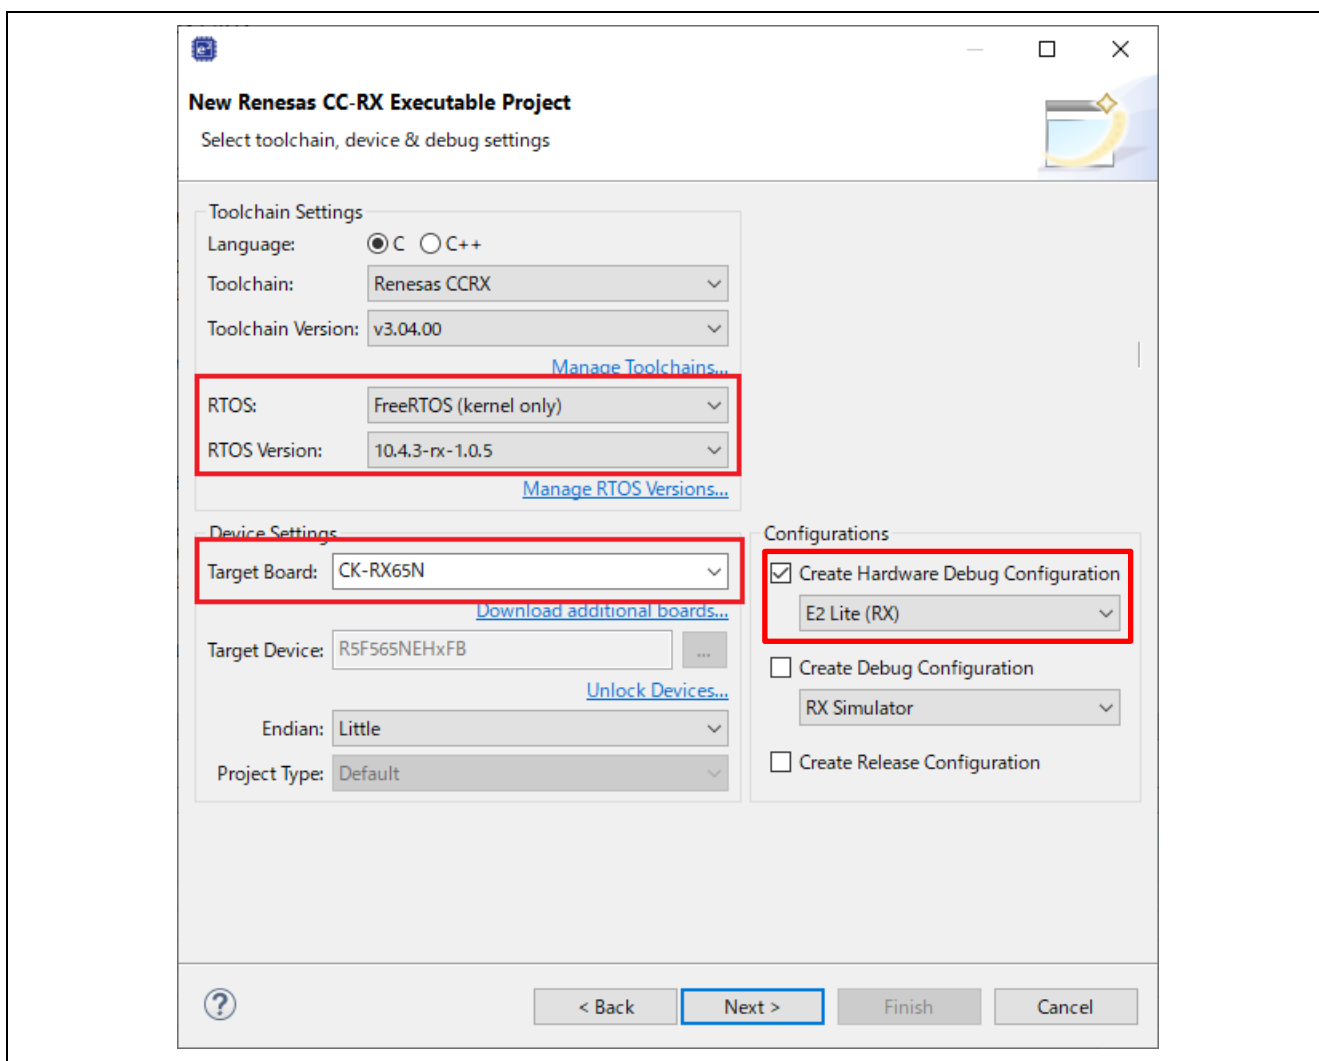 New Renesas CC-RX Executable Project
Select toolchain, device & debug settings
Toolchain Settings
Language: C C++
Toolchain: Renesas CCRX
Toolchain Version: v3.04.00
Manage Toolchains...
RTOS: FreeRTOS (kernel only)
RTOS Version: 10.4.3-rx-1.0.5
Manage RTOS Versions...
Device Settings
Target Board: CK-RX65N
Download additional boards...
Target Device: R5F565NEHxFB ...
Unlock Devices...
Endian: Little
Project Type: Default
Configurations
Create Hardware Debug Configuration
E2 Lite (RX)
Create Debug Configuration
RX Simulator
Create Release Configuration
? < Back Next > Finish Cancel